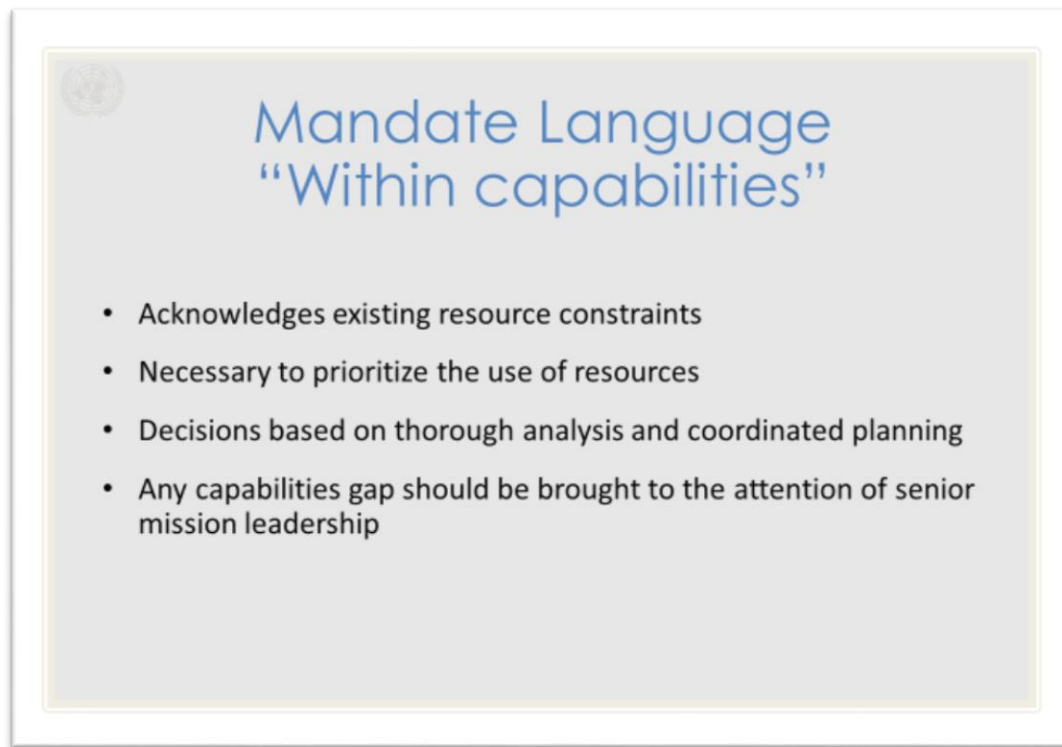 Mandate Language
“Within capabilities”
• Acknowledges existing resource constraints
• Necessary to prioritize the use of resources
• Decisions based on thorough analysis and coordinated planning
• Any capabilities gap should be brought to the attention of senior
mission leadership